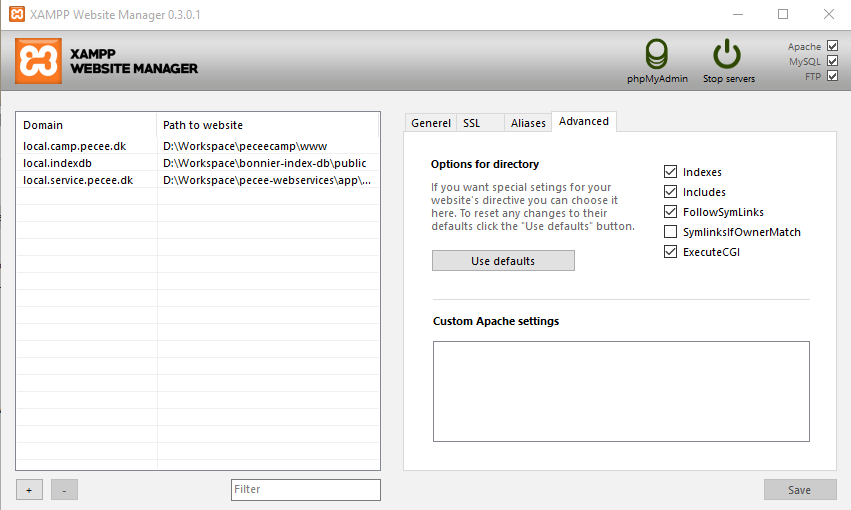 XAMPP Website Manager 0.3.0.1
XAMPP
WEBSITE MANAGER
phpMyAdmin
Stop servers
Apache
MySQL
FTP
Domain Path to website
local.camp.pecee.dk D:\Workspace\peceecamp\www
local.indexdb D:\Workspace\bonnier-index-db\public
local.service.pecee.dk D:\Workspace\pecee-webservices\app\...
Generel SSL Aliases Advanced
Options for directory
If you want special setings for your
website's directive you can choose it
here. To reset any changes to their
defaults click the "Use defaults" button.
Use defaults
Indexes
Includes
FollowSymLinks
SymlinksIfOwnerMatch
ExecuteCGI
Custom Apache settings
+ - Filter
Save